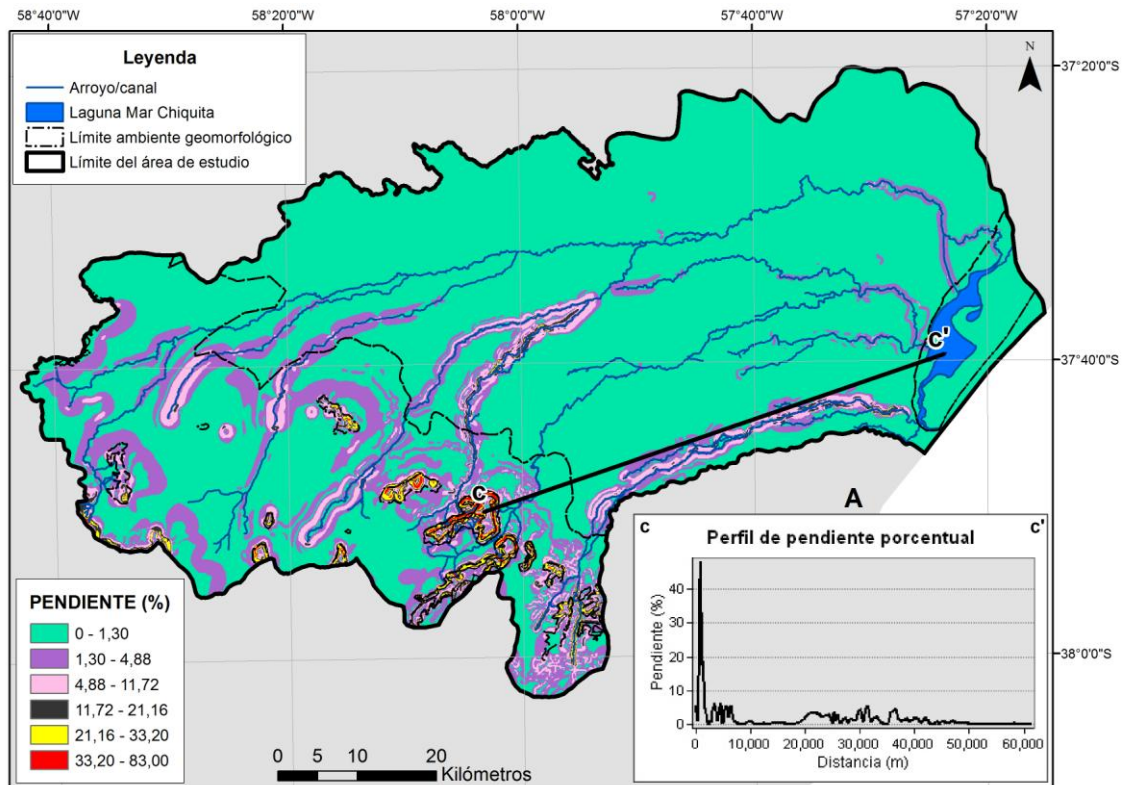 58°40'0"W 58°20'0"W 58°0'0"W 57°40'0"W 57°20'0"W
Leyenda
Arroyo/canal
Laguna Mar Chiquita
Límite ambiente geomorfológico
Límite del área de estudio
N
37°20'0"S
37°40'0"S
38°0'0"S
C'
C
A
PENDIENTE (%)
0 - 1,30
1,30 - 4,88
4,88 - 11,72
11,72 - 21,16
21,16 - 33,20
33,20 - 83,00
0 5 10 20
Kilómetros
C C'
Perfil de pendiente porcentual
Pendiente (%)
40
30
20
10
0
0 10,000 20,000 30,000 40,000 50,000 60,000
Distancia (m)